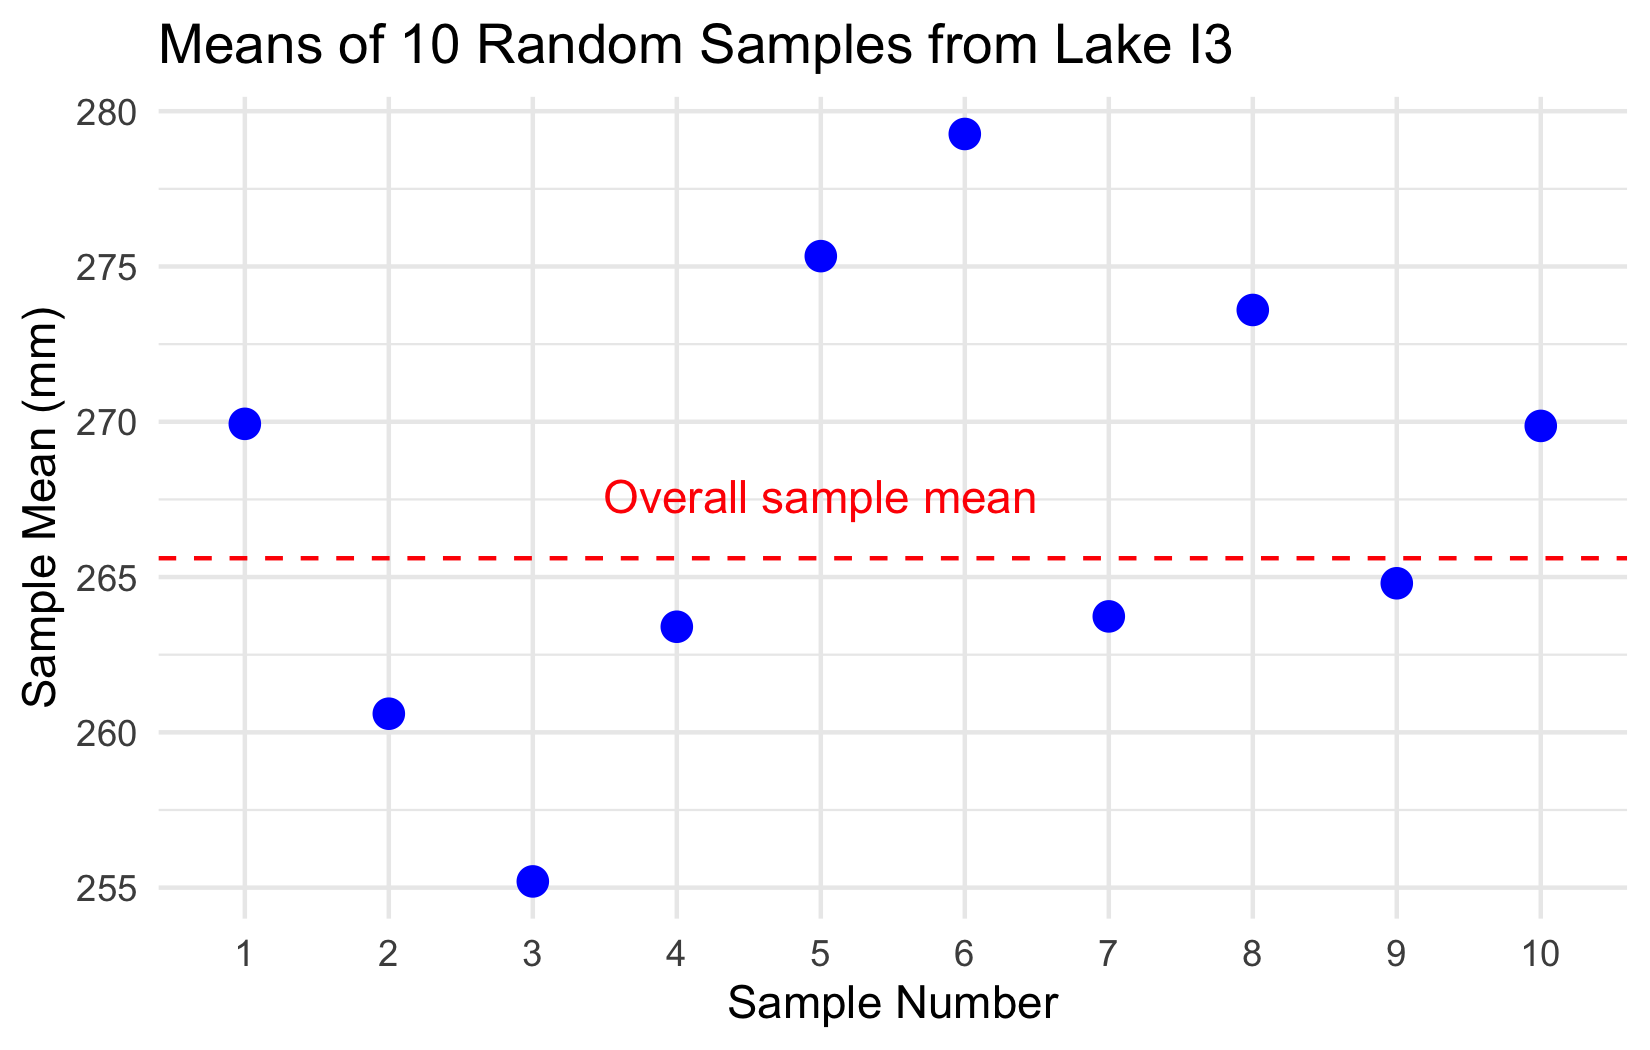 Means of 10 Random Samples from Lake I3
280
275
270
265
260
255
Sample Mean (mm)
Overall sample mean
1 2 3 4 5 6 7 8 9 10
Sample Number